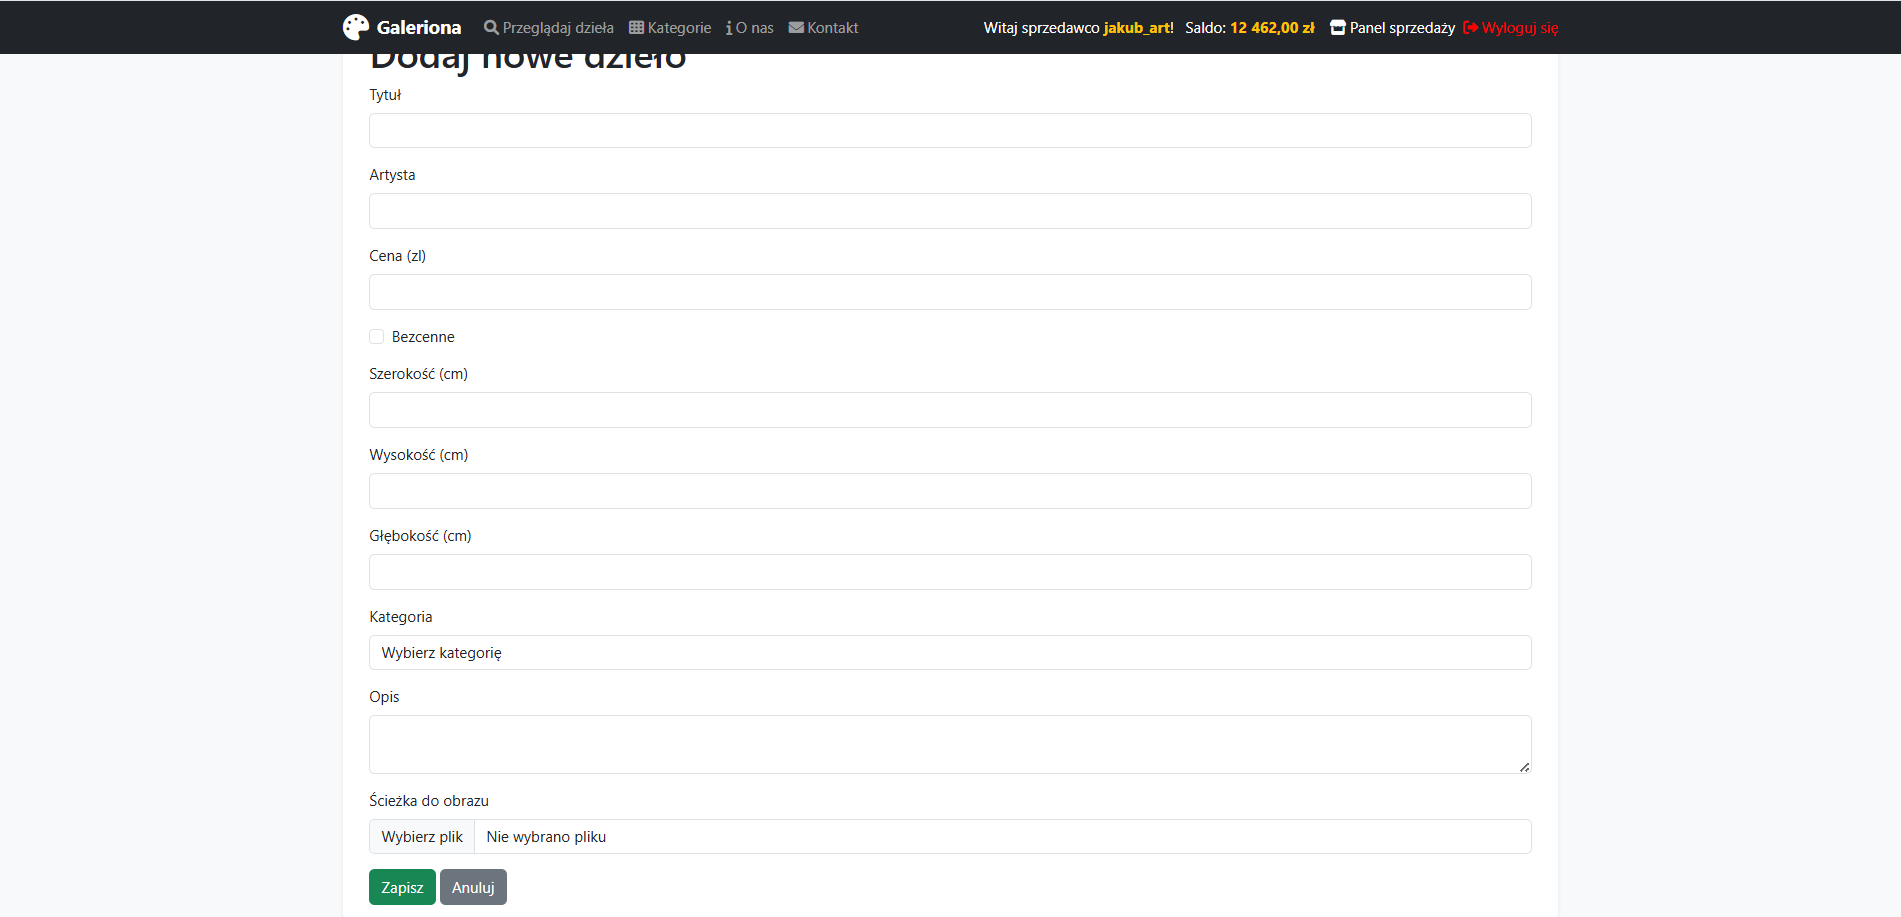 Galeriona Przeglądaj dzieła Kategorie O nas Kontakt Witaj sprzedawco jakub_art! Saldo: 12 462,00 zł Panel sprzedaży Wyloguj się
Dodaj nowe dzieło
Tytuł
Artysta
Cena (zl)
Bezcenne
Szerokość (cm)
Wysokość (cm)
Głębokość (cm)
Kategoria
Wybierz kategorię
Opis
Ścieżka do obrazu
Wybierz plik Nie wybrano pliku
Zapisz Anuluj